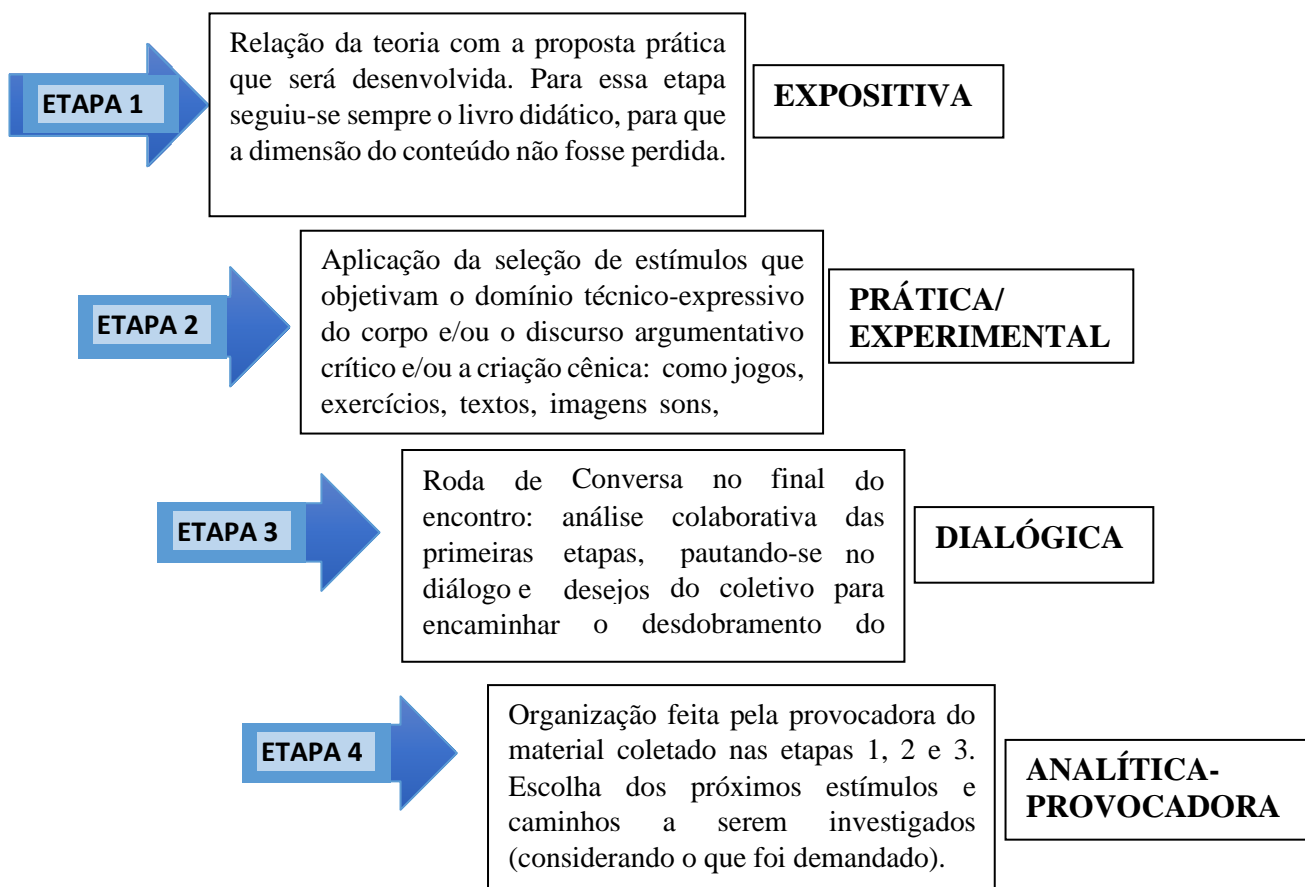 ETAPA 1
Relação da teoria com a proposta prática
que será desenvolvida. Para essa etapa
seguiu-se sempre o livro didático, para que
a dimensão do conteúdo não fosse perdida.
EXPOSITIVA
ETAPA 2
Aplicação da seleção de estímulos que
objetivam o domínio técnico-expressivo
do corpo e/ou o discurso argumentativo
crítico e/ou a criação cênica: como jogos,
exercícios, textos, imagens sons,
PRÁTICA/
EXPERIMENTAL
ETAPA 3
Roda de Conversa no final do
encontro: análise colaborativa das
primeiras etapas, pautando-se no
diálogo e desejos do coletivo para
encaminhar o desdobramento do
DIALÓGICA
ETAPA 4
Organização feita pela provocadora do
material coletado nas etapas 1, 2 e 3.
Escolha dos próximos estímulos e
caminhos a serem investigados
(considerando o que foi demandado).
ANALÍTICA-
PROVOCADORA